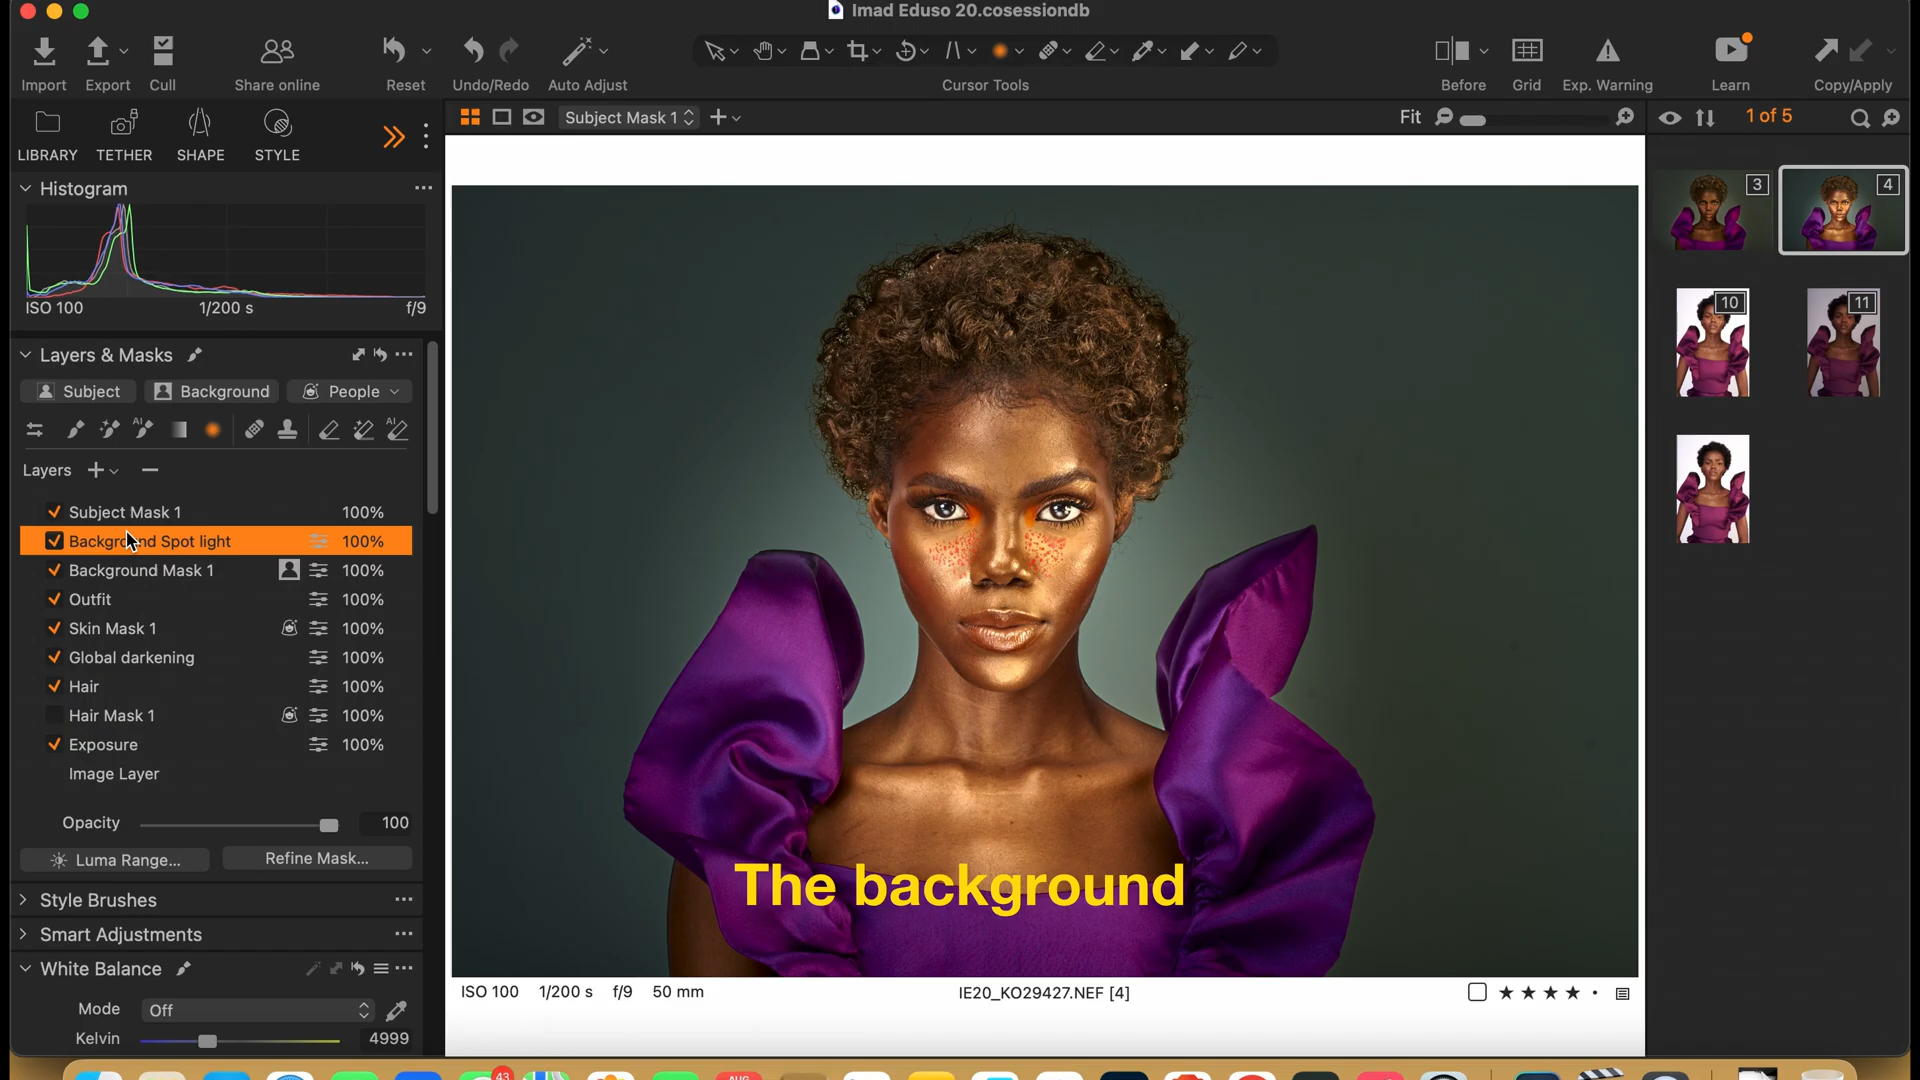 Imad Eduso 20.cosessiondb
Import
Export
Cull
Share online
Reset
Undo/Redo
Auto Adjust
Cursor Tools
Before
Grid
Exp. Warning
Learn
Copy/Apply
LIBRARY
TETHER
SHAPE
STYLE
Subject Mask 1
Fit
1 of 5
Histogram
ISO 100
1/200 s
f/9
Layers & Masks
Subject
Background
People
AI
AI
Layers
Subject Mask 1 100%
Background Spot light 100%
Background Mask 1 100%
Outfit 100%
Skin Mask 1 100%
Global darkening 100%
Hair 100%
Hair Mask 1 100%
Exposure 100%
Image Layer
Opacity 100
Luma Range...
Refine Mask...
Style Brushes
Smart Adjustments
White Balance
Mode Off
Kelvin 4999
The background
ISO 100 1/200 s f/9 50 mm
IE20_KO29427.NEF [4]
3
4
10
11
43
AUG